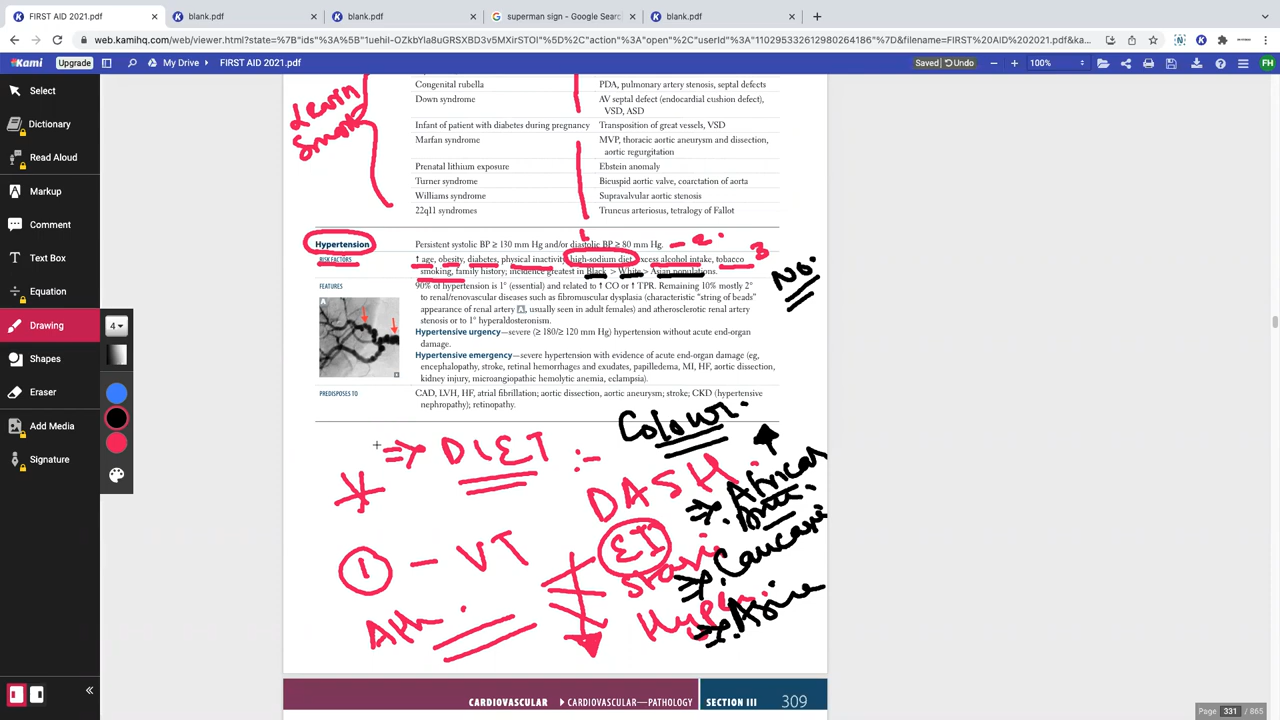 FIRST AID 2021.pdf
blank.pdf
blank.pdf
superman sign - Google Sear
blank.pdf
Kami
Upgrade
My Drive
FIRST AID 2021.pdf
Saved
Undo
100%
FH
Select
Dictionary
Read Aloud
Markup
Comment
Text Box
Equation
Drawing
4
Shapes
Eraser
Add Media
Signature
Congenital rubella PDA, pulmonary artery stenosis, septal defects
Down syndrome AV septal defect (endocardial cushion defect),
VSD, ASD
Infant of patient with diabetes during pregnancy Transposition of great vessels, VSD
Marfan syndrome MVP, thoracic aortic aneurysm and dissection,
aortic regurgitation
Prenatal lithium exposure Ebstein anomaly
Turner syndrome Bicuspid aortic valve, coarctation of aorta
Williams syndrome Supravalvular aortic stenosis
22q11 syndromes Truncus arteriosus, tetralogy of Fallot
Hypertension Persistent systolic BP ≥ 130 mm Hg and/or diastolic BP ≥ 80 mm Hg.
RISK FACTORS ↑ age, obesity, diabetes, physical inactivity, high-sodium diet, excess alcohol intake, tobacco
smoking, family history; incidence greatest in Black > White > Asian populations.
No.
FEATURES 90% of hypertension is 1° (essential) and related to ↑ CO or ↑ TPR. Remaining 10% mostly 2°
to renal/renovascular diseases such as fibromuscular dysplasia (characteristic “string of beads”
appearance of renal artery A, usually seen in adult females) and atherosclerotic renal artery
stenosis or to 1° hyperaldosteronism.
Hypertensive urgency—severe (≥ 180/≥ 120 mm Hg) hypertension without acute end-organ
damage.
Hypertensive emergency—severe hypertension with evidence of acute end-organ damage (eg,
encephalopathy, stroke, retinal hemorrhages and exudates, papilledema, MI, HF, aortic dissection,
kidney injury, microangiopathic hemolytic anemia, eclampsia).
PREDISPOSES TO CAD, LVH, HF, atrial fibrillation; aortic dissection, aortic aneurysm; stroke; CKD (hypertensive
nephropathy); retinopathy.
Colour
⇒ DIET :-
DASH
African
1 - VT
CARDIOVASCULAR ▶ CARDIOVASCULAR—PATHOLOGY SECTION III 309
Page 331 / 865